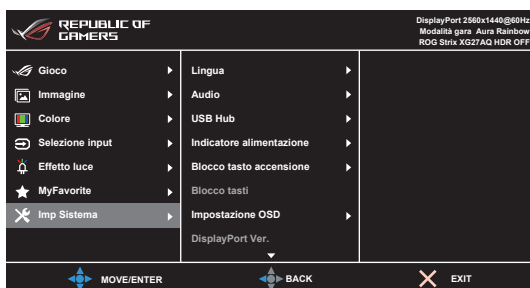 REPUBLIC OF
GAMERS
DisplayPort 2560x1440@60Hz
Modalità gara Aura Rainbow
ROG Strix XG27AQ HDR OFF
Gioco
Immagine
Colore
Selezione input
Effetto luce
MyFavorite
Imp Sistema
Lingua
Audio
USB Hub
Indicatore alimentazione
Blocco tasto accensione
Blocco tasti
Impostazione OSD
DisplayPort Ver.
MOVE/ENTER
BACK
EXIT